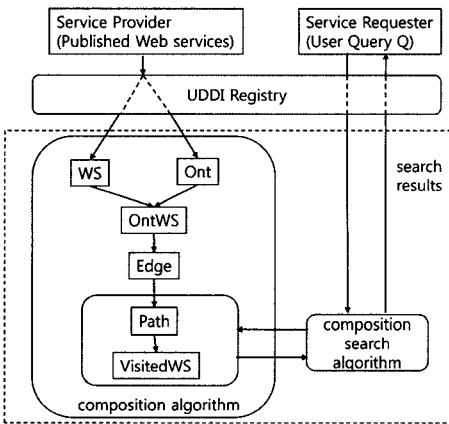 Service Provider
(Published Web services)
Service Requester
(User Query Q)
UDDI Registry
WS
Ont
search
results
OntWS
Edge
Path
VisitedWS
composition
search
algorithm
composition algorithm